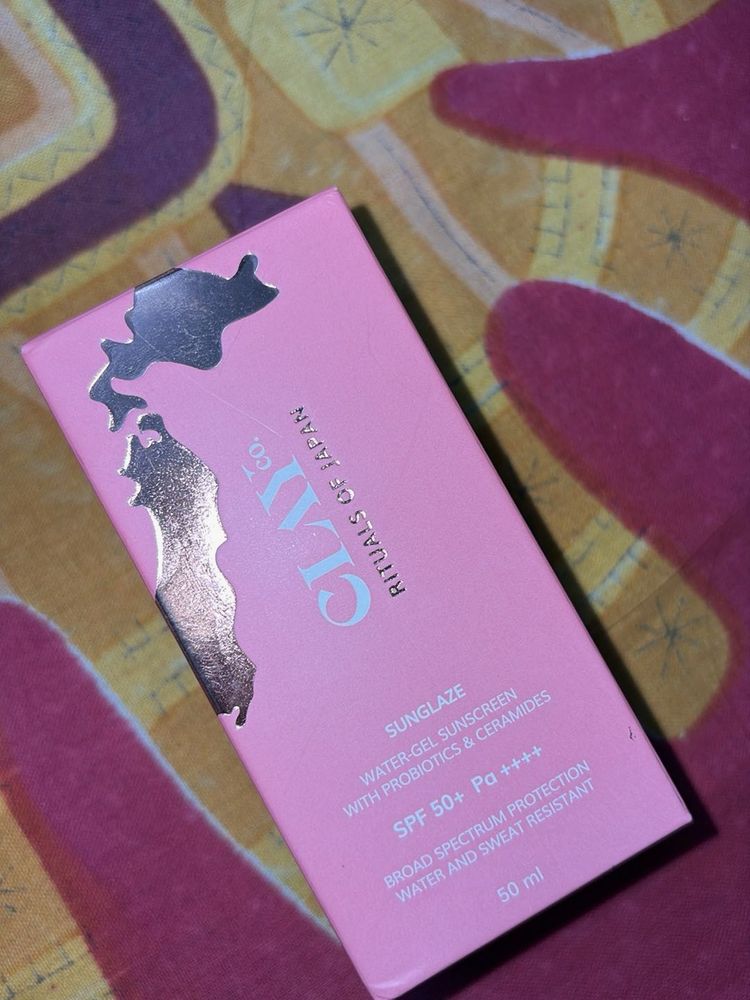 CLAY CO.
RITUALS OF JAPAN
SUNGLAZE
WATER-GEL SUNSCREEN
WITH PROBIOTICS & CERAMIDES
SPF 50+ Pa ++++
BROAD SPECTRUM PROTECTION
WATER AND SWEAT RESISTANT
50 ml